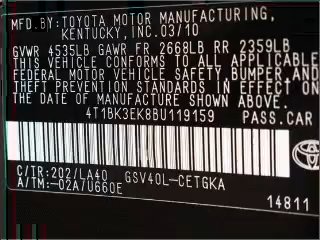 MFD.BY:TOYOTA MOTOR MANUFACTURING,
KENTUCKY,INC.03/10
GVWR 4535LB GAWR FR 2668LB RR 2359LB
THIS VEHICLE CONFORMS TO ALL APPLICABLE
FEDERAL MOTOR VEHICLE SAFETY,BUMPER,AND
THEFT PREVENTION STANDARDS IN EFFECT ON
THE DATE OF MANUFACTURE SHOWN ABOVE.
4T1BK3EK8BU119159 PASS.CAR
C/TR:202/LA40 GSV40L-CETGKA
A/TM:-02A/U660E
14811